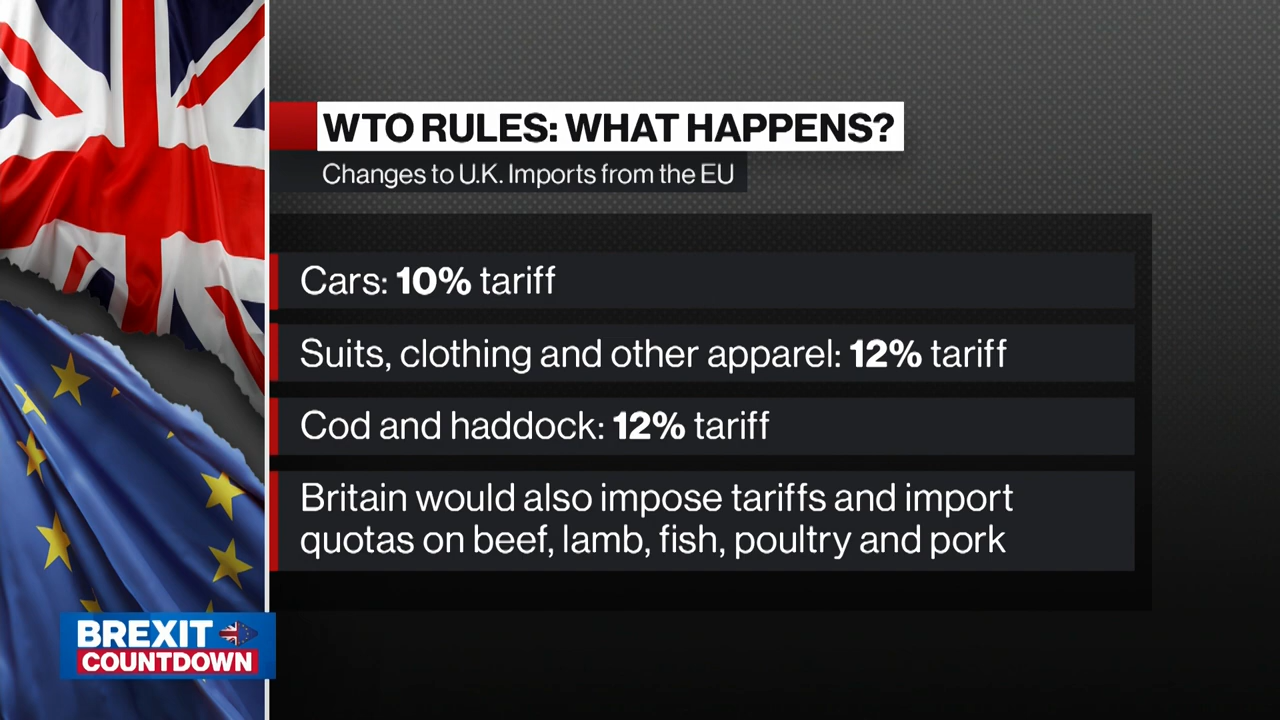 WTO RULES: WHAT HAPPENS?
Changes to U.K. Imports from the EU
Cars: 10% tariff
Suits, clothing and other apparel: 12% tariff
Cod and haddock: 12% tariff
Britain would also impose tariffs and import
quotas on beef, lamb, fish, poultry and pork
BREXIT
COUNTDOWN